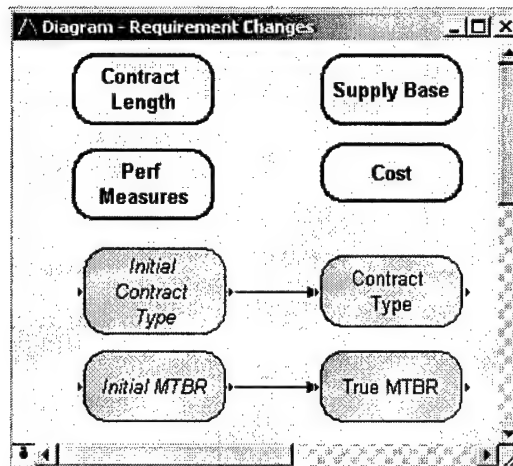 Diagram - Requirement Changes
Contract
Length
Supply Base
Perf
Measures
Cost
Initial
Contract
Type
Contract
Type
Initial MTBR
True MTBR